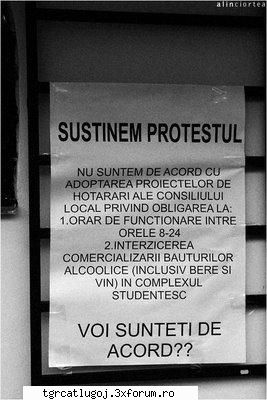 alinciortea
SUSTINEM PROTESTUL
NU SUNTEM DE ACORD CU
ADOPTAREA PROIECTELOR DE
HOTARARI ALE CONSILIULUI
LOCAL PRIVIND OBLIGAREA LA:
1.ORAR DE FUNCTIONARE INTRE
ORELE 8-24
2.INTERZICEREA
COMERCIALIZARII BAUTURILOR
ALCOOLICE (INCLUSIV BERE SI
VIN) IN COMPLEXUL
STUDENTESC
VOI SUNTETI DE
ACORD??
tgrcatlugoj.3xforum.ro